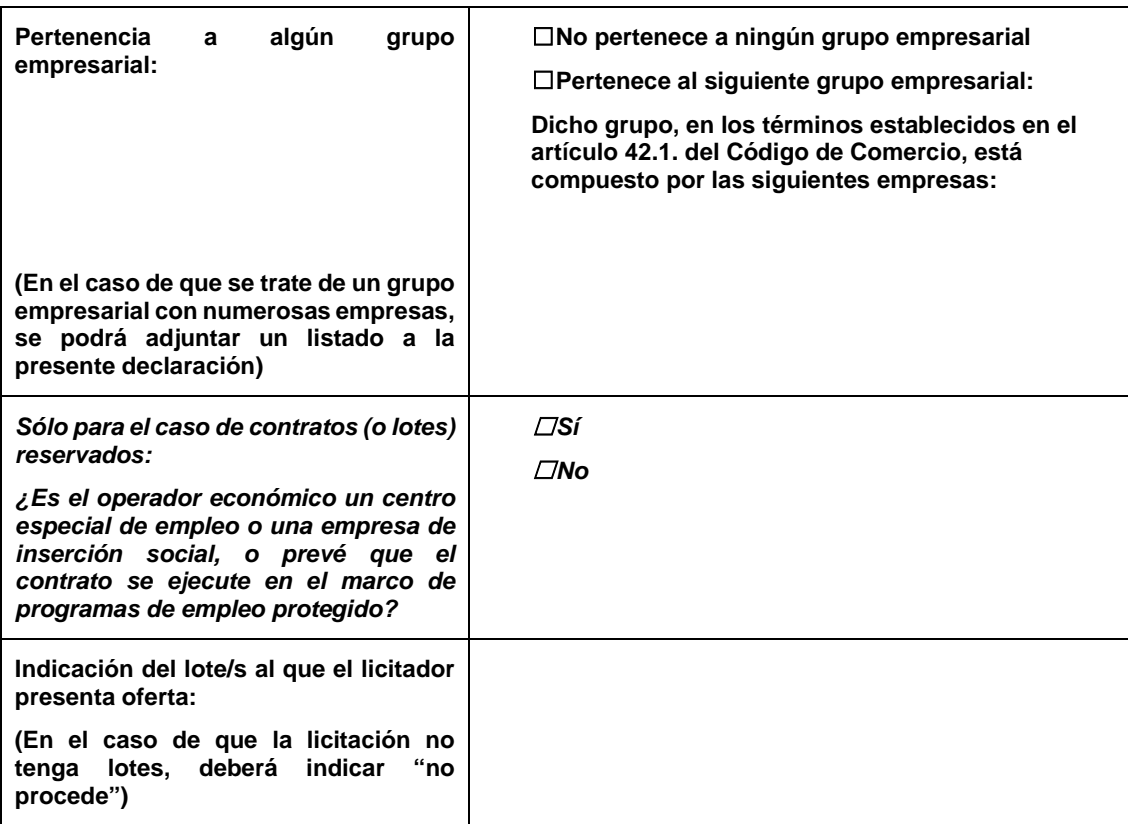 Pertenencia a algún grupo
empresarial:
(En el caso de que se trate de un grupo
empresarial con numerosas empresas,
se podrá adjuntar un listado a la
presente declaración)
☐No pertenece a ningún grupo empresarial
☐Pertenece al siguiente grupo empresarial:
Dicho grupo, en los términos establecidos en el
artículo 42.1. del Código de Comercio, está
compuesto por las siguientes empresas:
Sólo para el caso de contratos (o lotes)
reservados:
¿Es el operador económico un centro
especial de empleo o una empresa de
inserción social, o prevé que el
contrato se ejecute en el marco de
programas de empleo protegido?
☐Sí
☐No
Indicación del lote/s al que el licitador
presenta oferta:
(En el caso de que la licitación no
tenga lotes, deberá indicar “no
procede”)